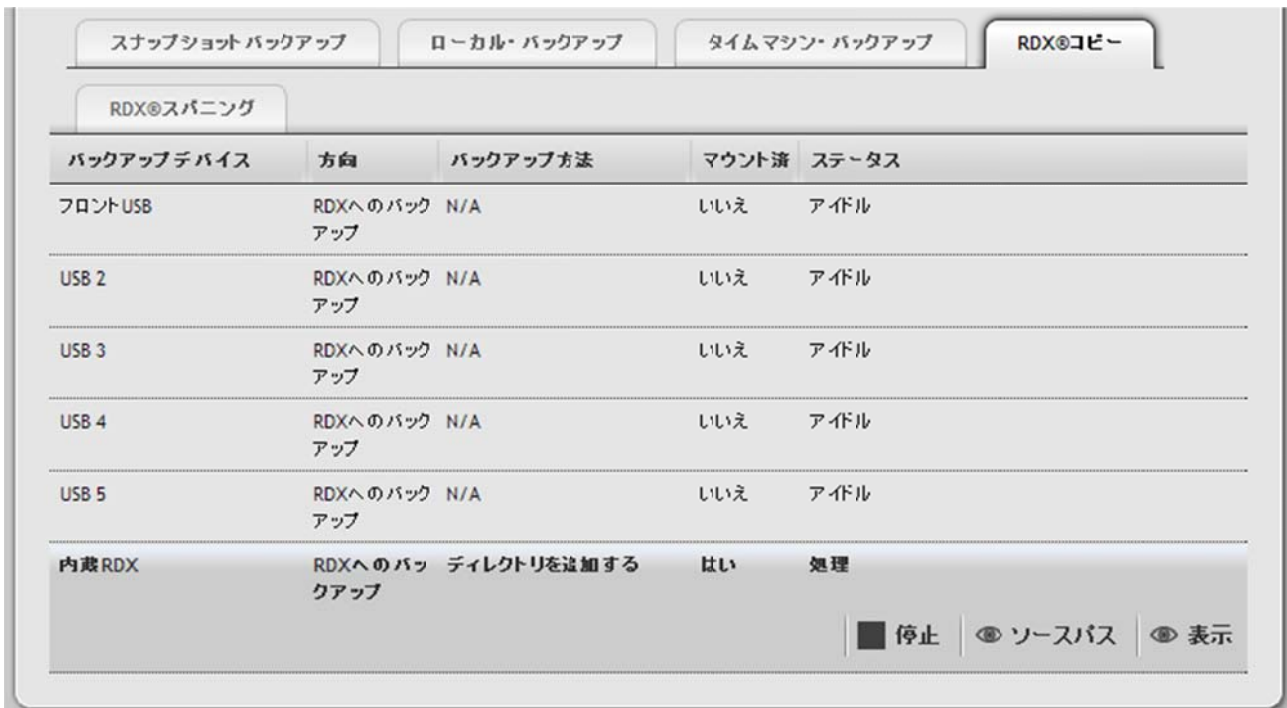 スナップショットバックアップ ローカル・バックアップ タイムマシン・バックアップ RDX®コピー
RDX®スパニング
バックアップデバイス 方向 バックアップ方法 マウント済 ステータス
フロントUSB RDXへのバック N/A いいえ アイドル
アップ
USB 2 RDXへのバック N/A いいえ アイドル
アップ
USB 3 RDXへのバック N/A いいえ アイドル
アップ
USB 4 RDXへのバック N/A いいえ アイドル
アップ
USB 5 RDXへのバック N/A いいえ アイドル
アップ
内蔵RDX RDXへのバッ ディレクトリを追加する はい 処理
クアップ
停止 ソースパス 表示